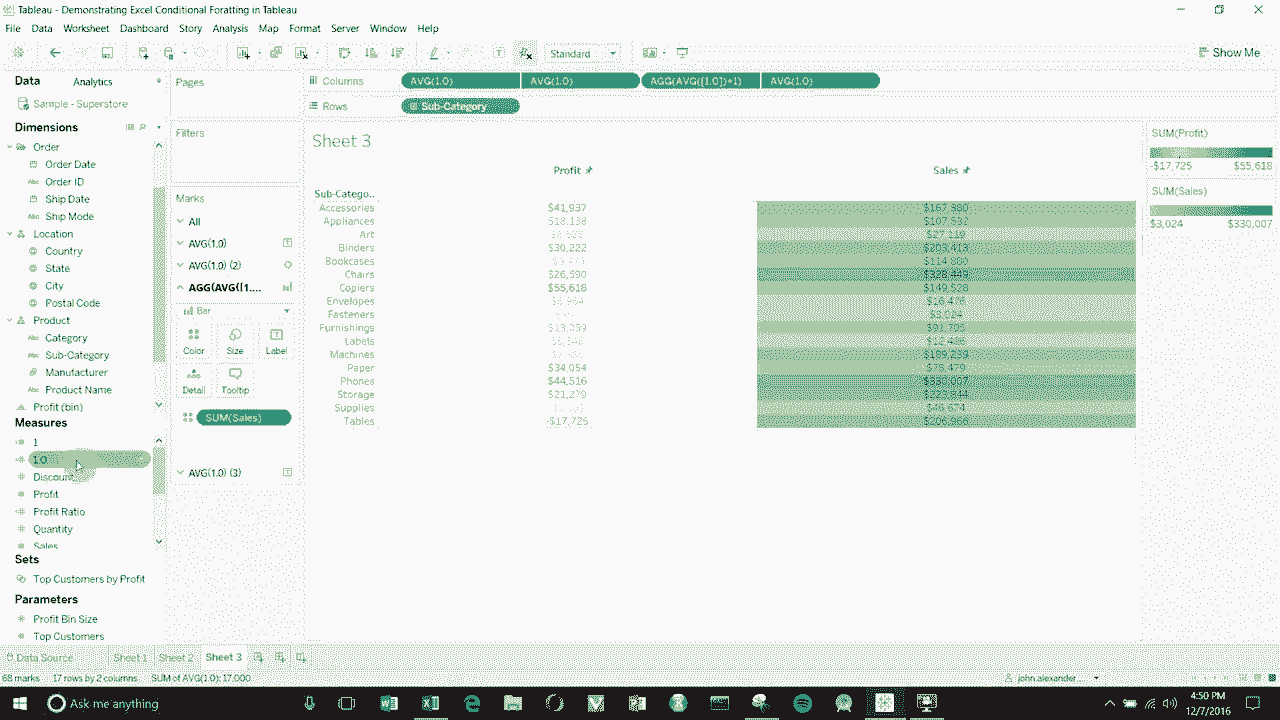 Tableau - Demonstrating Excel Conditional Forratting in Tableau
File Data Worksheet Dashboard Story Analysis Map Format Server Window Help
Standard
Show Me
Data Analytics
Sample - Superstore
Dimensions
Order
Order Date
Order ID
Ship Date
Ship Mode
Location
Country
State
City
Postal Code
Product
Category
Sub-Category
Manufacturer
Product Name
Profit (bin)
Measures
1
1.0
Discount
Profit
Profit Ratio
Quantity
Sales
Sets
Top Customers by Profit
Parameters
Profit Bin Size
Top Customers
Pages
Filters
Marks
All
AVG(1.0)
AVG(1.0) (2)
AGG(AVG([1....
Bar
Color Size Label
Detail Tooltip
SUM(Sales)
AVG(1.0) (3)
Columns AVG(1.0) AVG(1.0) AGG(AVG([1.0])+1) AVG(1.0)
Rows Sub-Category
Sheet 3
Profit Sales
Sub-Catego..
Accessories $41,937 $167,380
Appliances $18,138 $107,532
Art $27,119
Binders $30,222 $203,413
Bookcases $114,880
Chairs $26,590 $328,449
Copiers $55,618 $149,528
Envelopes $16,476
Fasteners $3,024
Furnishings $13,059 $91,705
Labels $12,486
Machines $189,239
Paper $34,054 $78,479
Phones $44,516 $330,007
Storage $21,279 $223,844
Supplies $46,674
Tables -$17,725 $206,966
SUM(Profit)
-$17,725 $55,618
SUM(Sales)
$3,024 $330,007
Data Source Sheet 1 Sheet 2 Sheet 3
68 marks 17 rows by 2 columns SUM of AVG(1.0): 17.000
john.alexander...
Ask me anything
4:50 PM
12/7/2016